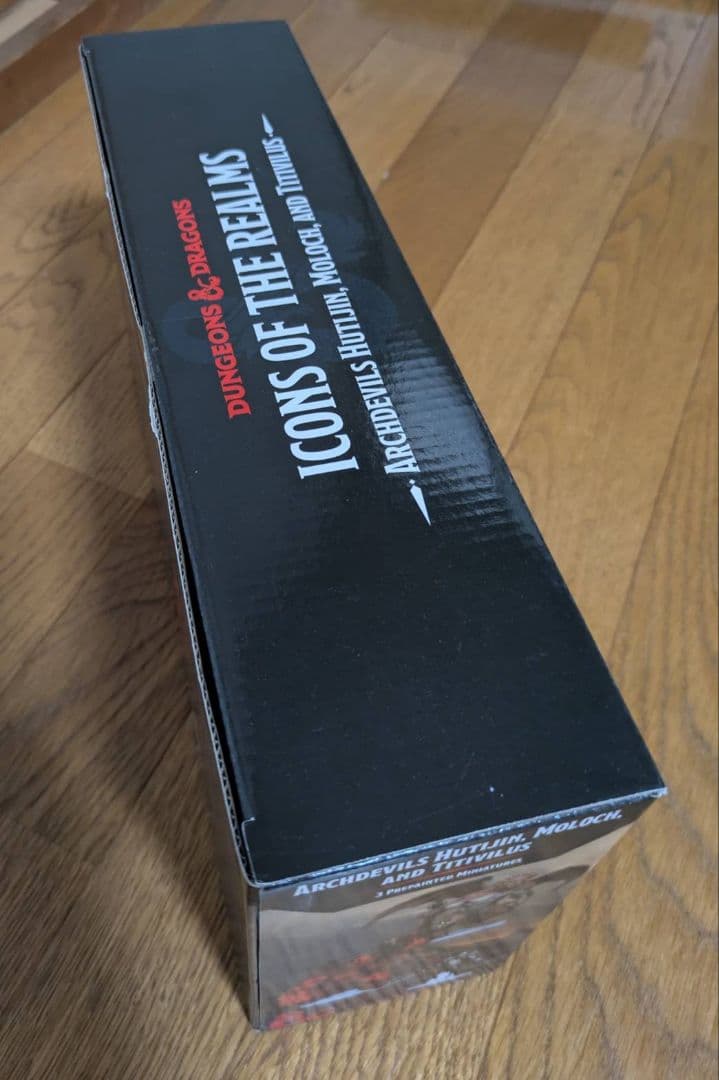 DUNGEONS & DRAGONS
ICONS OF THE REALMS
ARCHDEVILS HUTIJIN, MOLOCH, AND TITIVILUS
ARCHDEVILS HUTIJIN, MOLOCH,
AND TITIVILUS
3 PREPAINTED MINIATURES